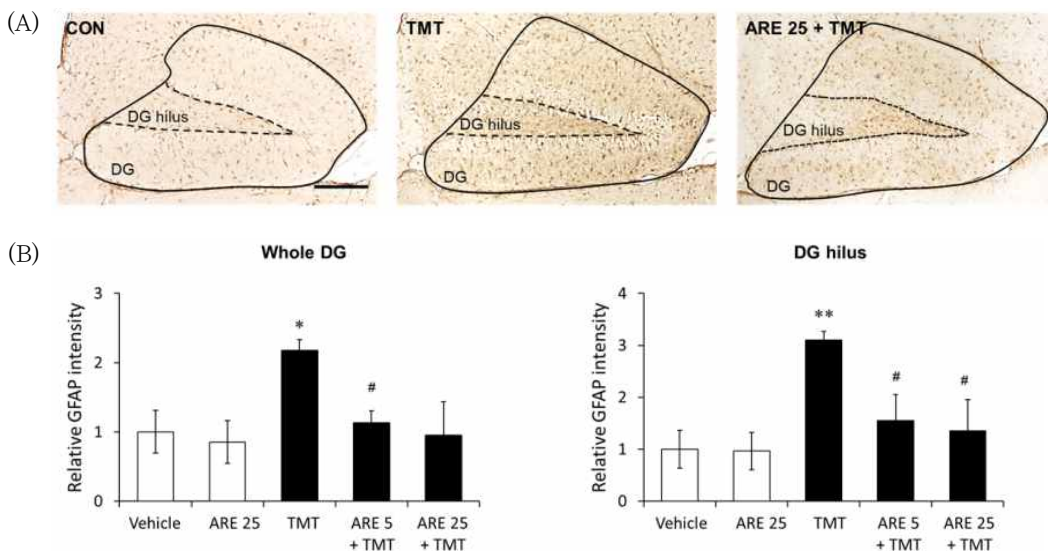 (A)
CON
DG hilus
DG
TMT
DG hilus
DG
ARE 25 + TMT
DG hilus
DG
(B)
Whole DG
Relative GFAP intensity
3
2
1
0
*
#
Vehicle
ARE 25
TMT
ARE 5
+ TMT
ARE 25
+ TMT
DG hilus
Relative GFAP intensity
4
3
2
1
0
**
#
#
Vehicle
ARE 25
TMT
ARE 5
+ TMT
ARE 25
+ TMT